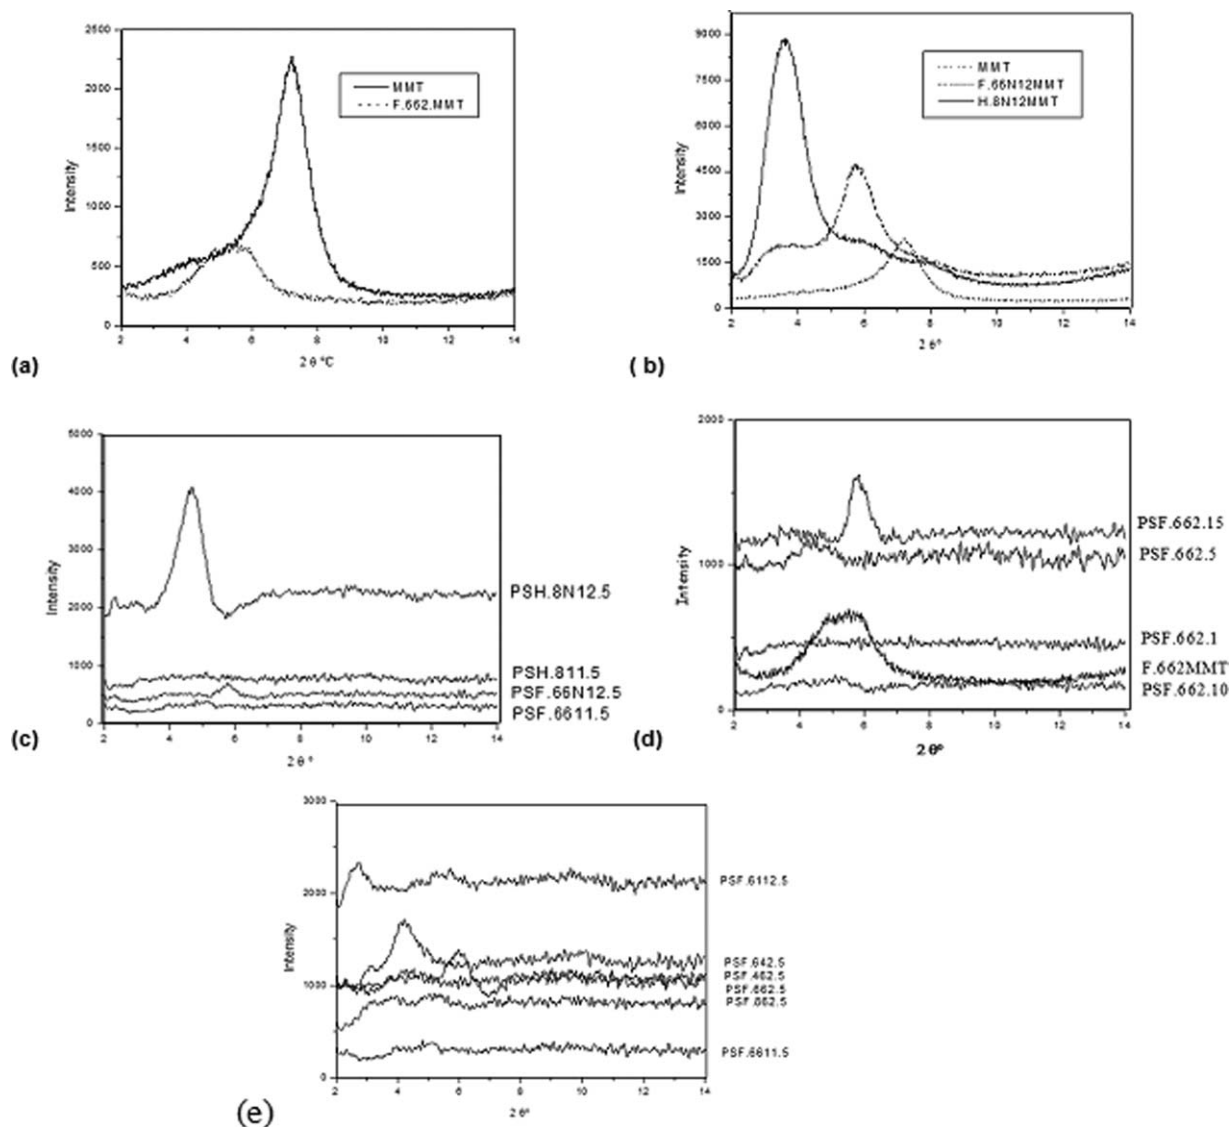 2500
2000
1500
1000
500
0
Intensity
MMT
F.662.MMT
2 4 6 8 10 12 14
2 θ ºC
(a)
9000
7500
6000
4500
3000
1500
0
Intensity
MMT
F.66N12MMT
H.8N12MMT
2 4 6 8 10 12 14
2 θº
( b)
5000
4000
3000
2000
1000
0
Intensity
PSH.8N12.5
PSH.811.5
PSF.66N12.5
PSF.6611.5
2 4 6 8 10 12 14
2 θ º
(c)
2000
1000
0
Intensity
PSF.662.15
PSF.662.5
PSF.662.1
F.662MMT
PSF.662.10
2 4 6 8 10 12 14
2 θº
(d)
3000
2000
1000
0
Intensity
PSF.6112.5
PSF.642.5
PSF.462.5
PSF.662.5
PSF.6611.5
2 4 6 8 10 12 14
2 θº
(e)